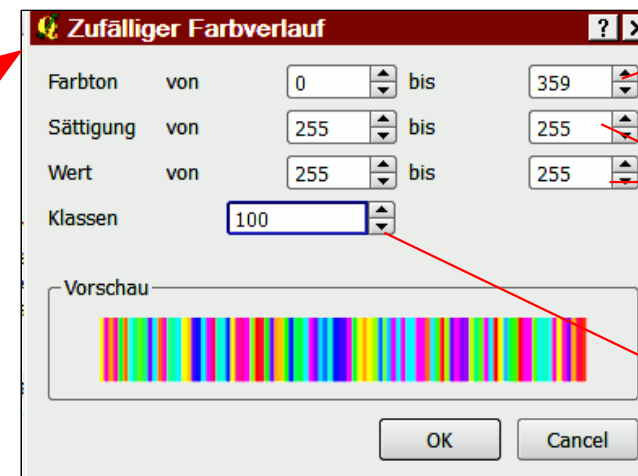 Zufälliger Farbverlauf ?
Farbton von 0 bis 359
Sättigung von 255 bis 255
Wert von 255 bis 255
Klassen 100
Vorschau
OK Cancel